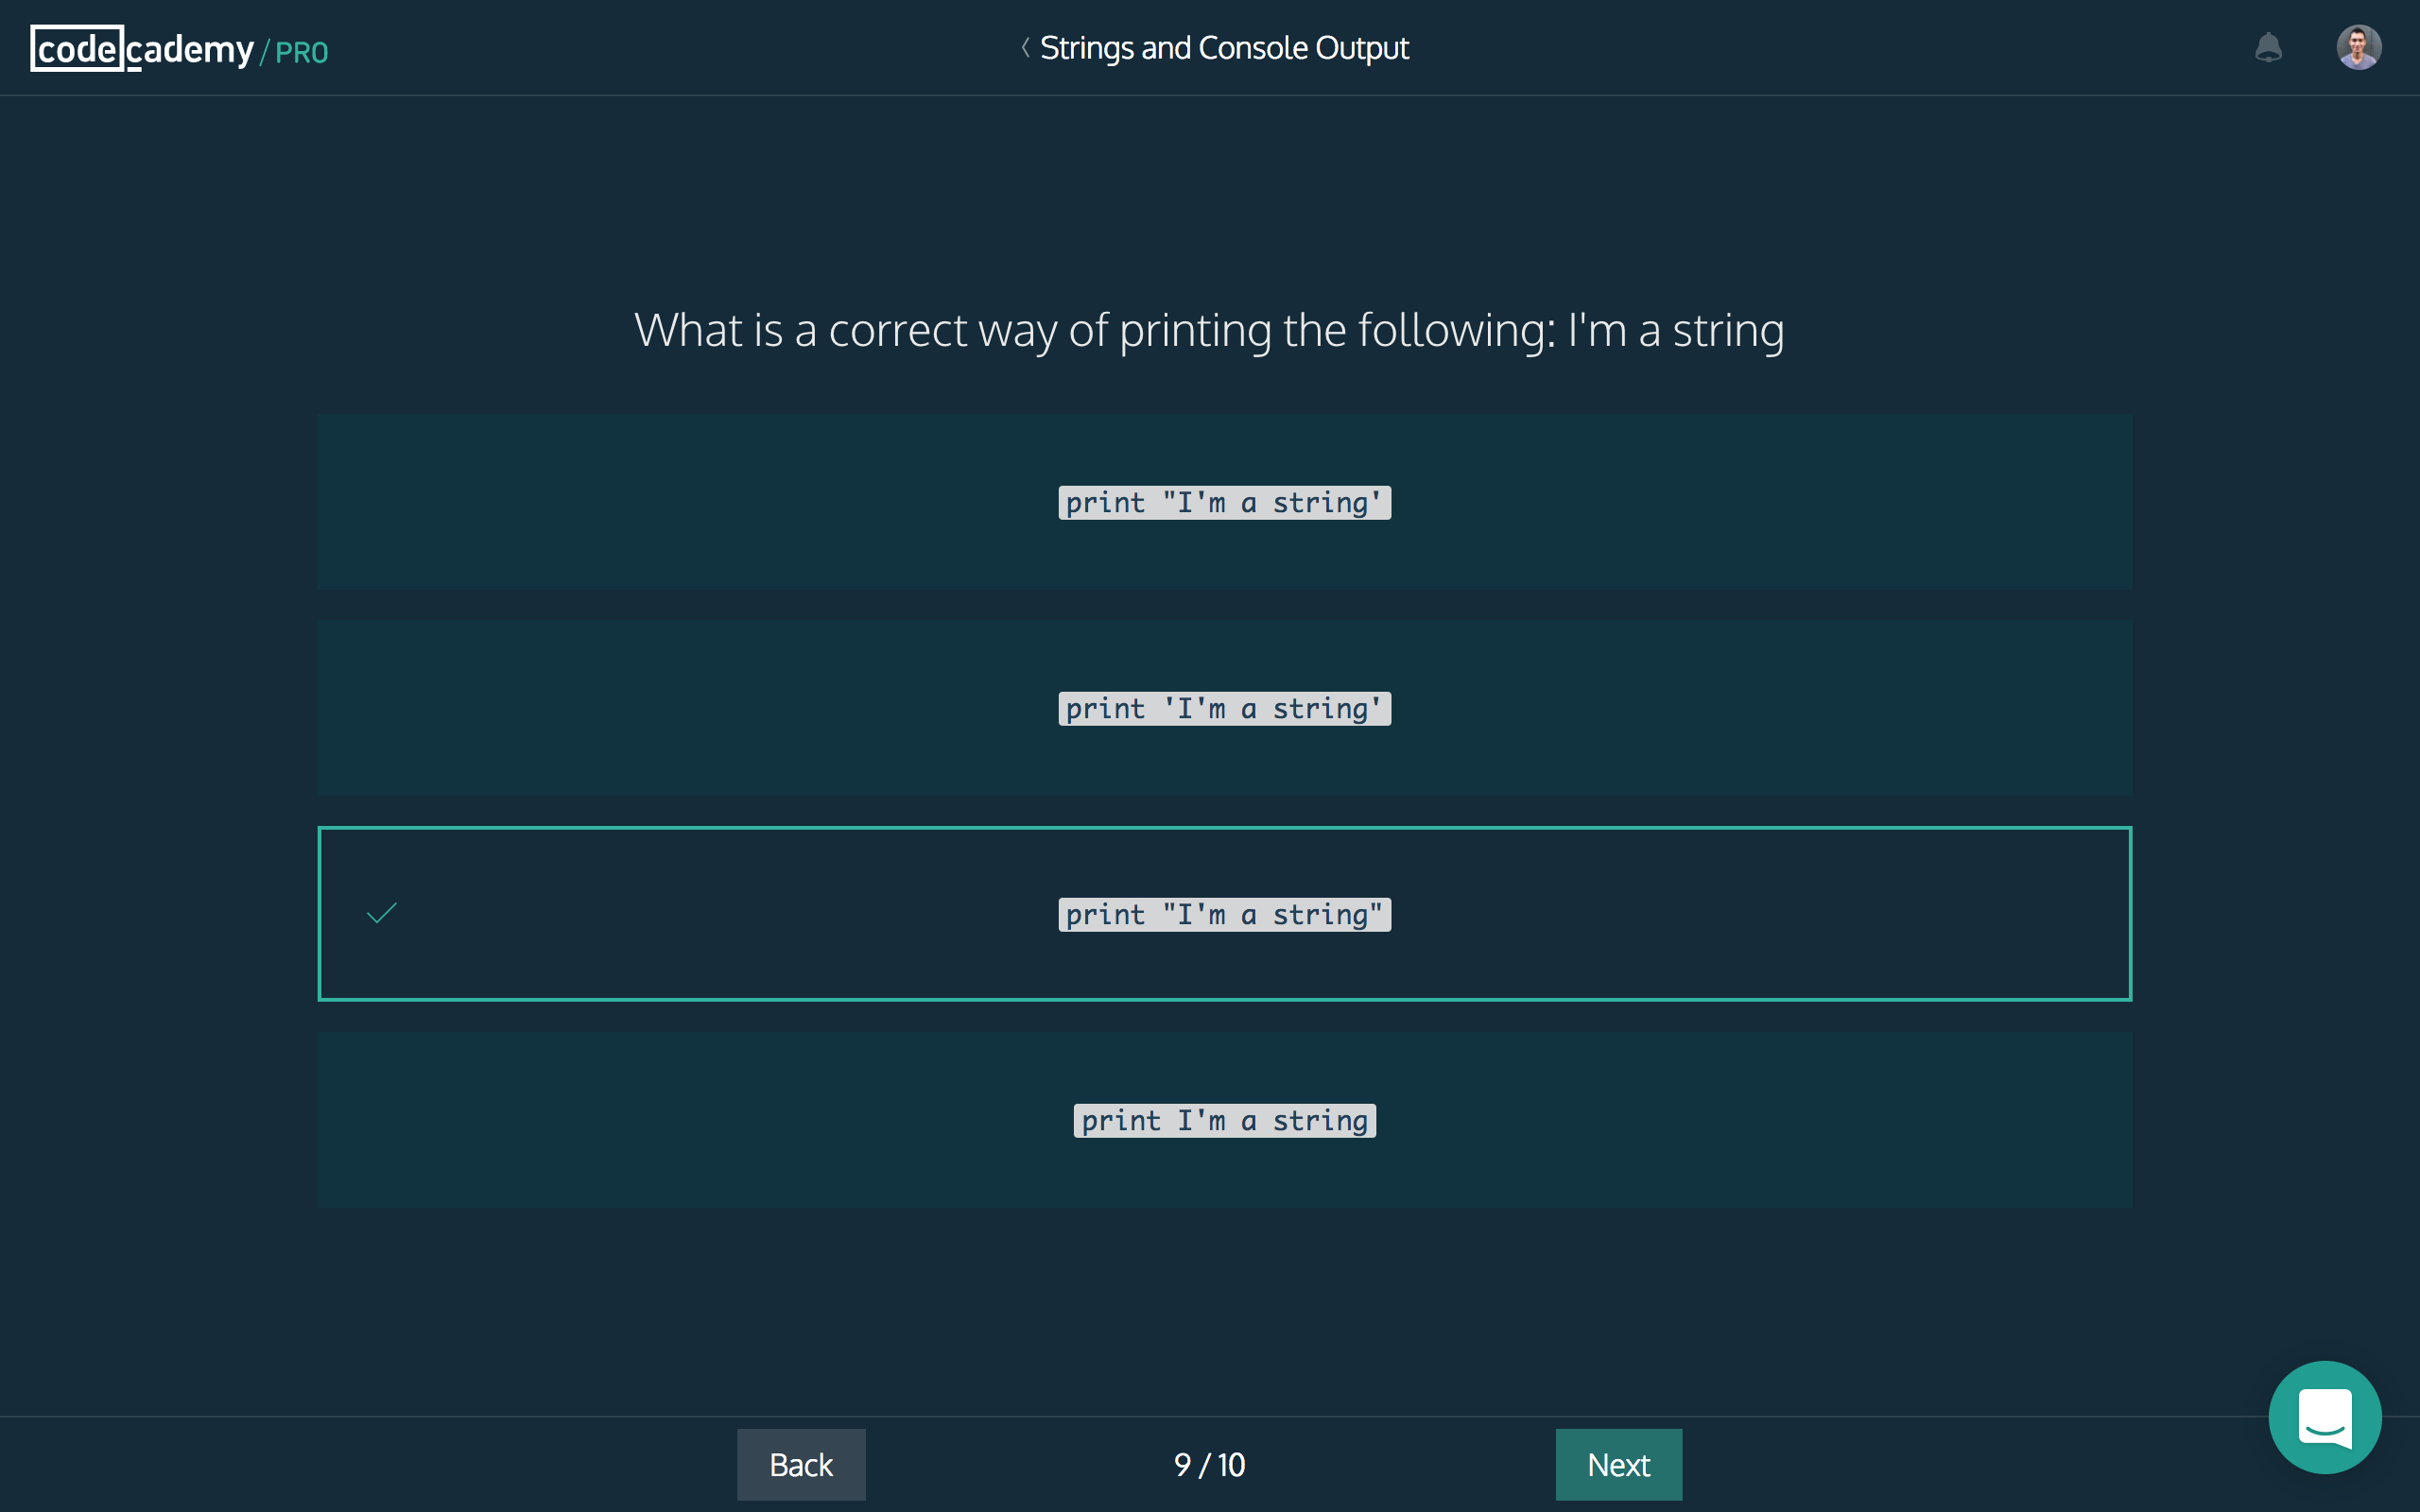 codecademy/PRO
Strings and Console Output
What is a correct way of printing the following: I'm a string
print "I'm a string'
print 'I'm a string'
print "I'm a string"
print I'm a string
Back
9 / 10
Next